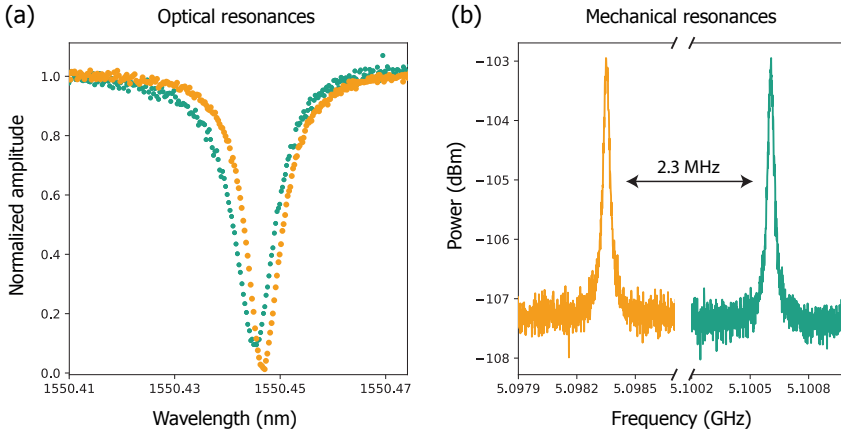 (a)
Optical resonances
Normalized amplitude
1.0
0.8
0.6
0.4
0.2
0.0
1550.41
1550.43
1550.45
1550.47
Wavelength (nm)
(b)
Mechanical resonances
Power (dBm)
−103
−104
−105
−106
−107
−108
2.3 MHz
5.0979
5.0982
5.0985
5.1002
5.1006
5.1008
Frequency (GHz)